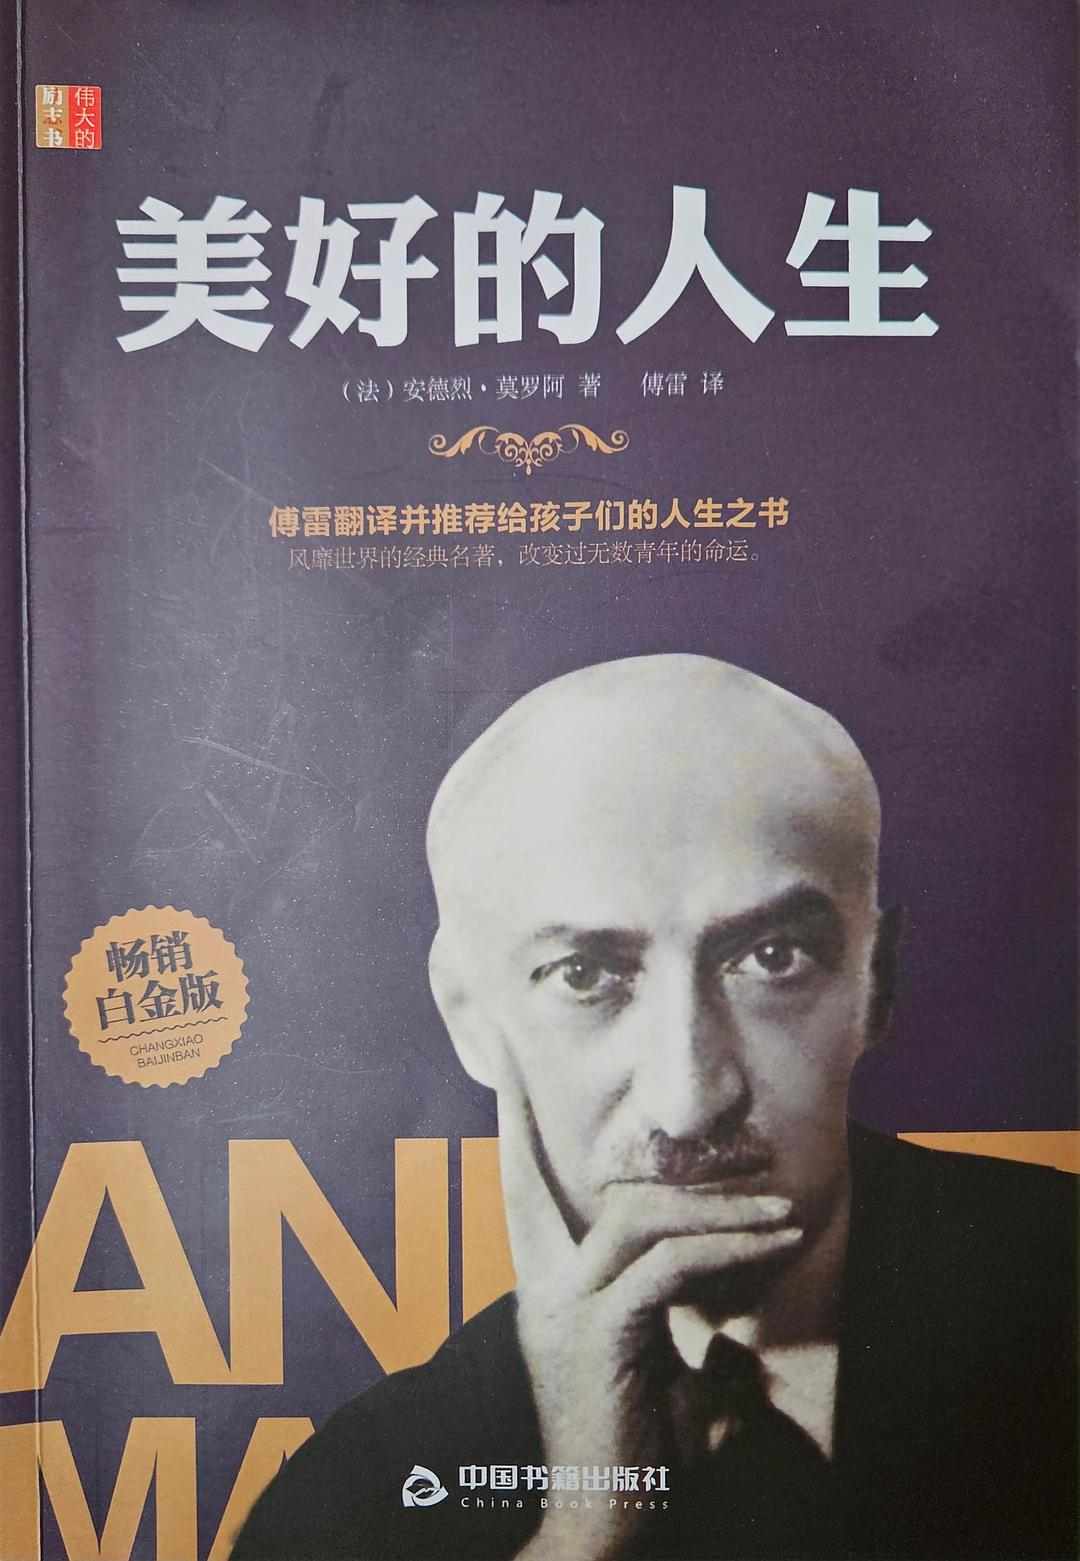 伟大的
励志书
美好的人生
（法）安德烈·莫罗阿 著 傅雷 译
傅雷翻译并推荐给孩子们的人生之书
风靡世界的经典名著，改变过无数青年的命运。
畅销
白金版
CHANGXIAO
BAIJINBAN
AN
MA
中国书籍出版社
China Book Press